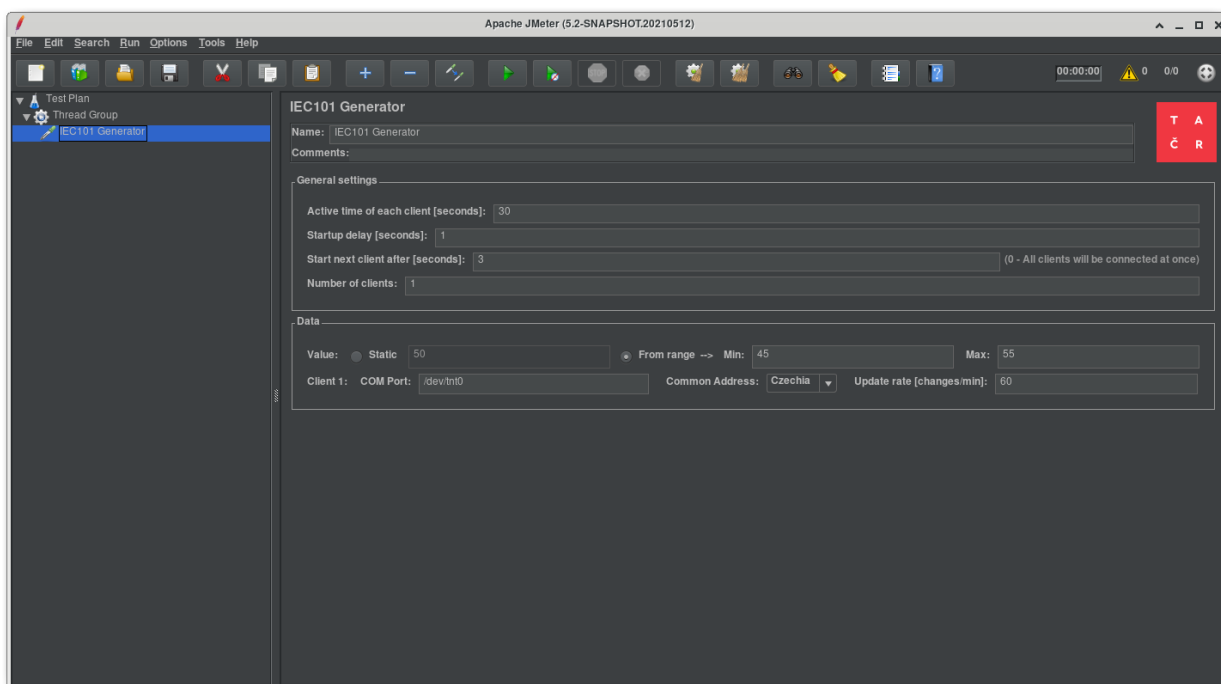 Apache JMeter (5.2-SNAPSHOT.20210512)
File Edit Search Run Options Tools Help
00:00:00 0 0/0
Test Plan
Thread Group
IEC101 Generator
IEC101 Generator
T A
Č R
Name: IEC101 Generator
Comments:
General settings
Active time of each client [seconds]: 30
Startup delay [seconds]: 1
Start next client after [seconds]: 3 (0 - All clients will be connected at once)
Number of clients: 1
Data
Value: Static 50 From range --> Min: 45 Max: 55
Client 1: COM Port: /dev/tnt0 Common Address: Czechia Update rate [changes/min]: 60